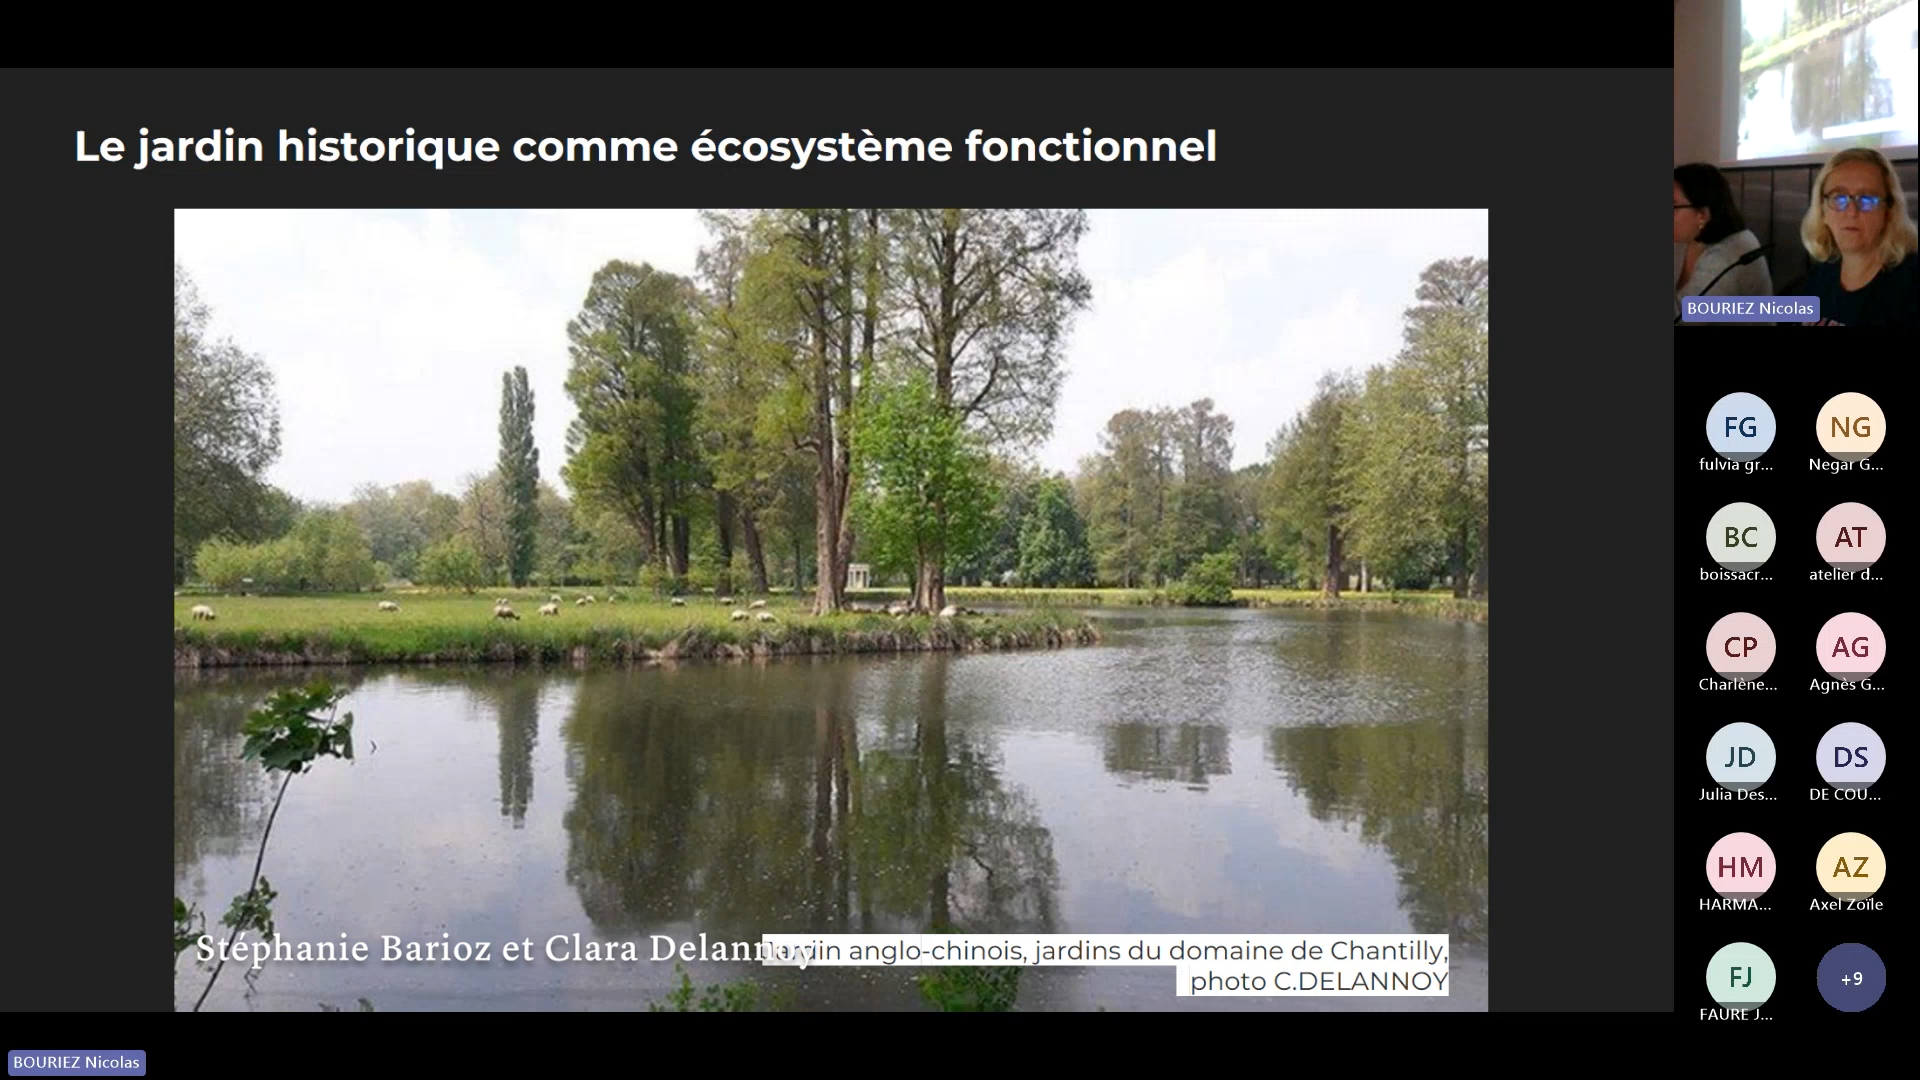 Le jardin historique comme écosystème fonctionnel
BOURIEZ Nicolas
FG
fulvia gr...
NG
Negar G...
BC
boissacr...
AT
atelier d...
CP
Charlène...
AG
Agnès G...
JD
Julia Des...
DS
DE COU...
HM
HARMA...
AZ
Axel Zoïle
FJ
FAURE J...
+9
Stéphanie Barioz et Clara Delannoy
Jardin anglo-chinois, jardins du domaine de Chantilly,
photo C.DELANNOY
BOURIEZ Nicolas